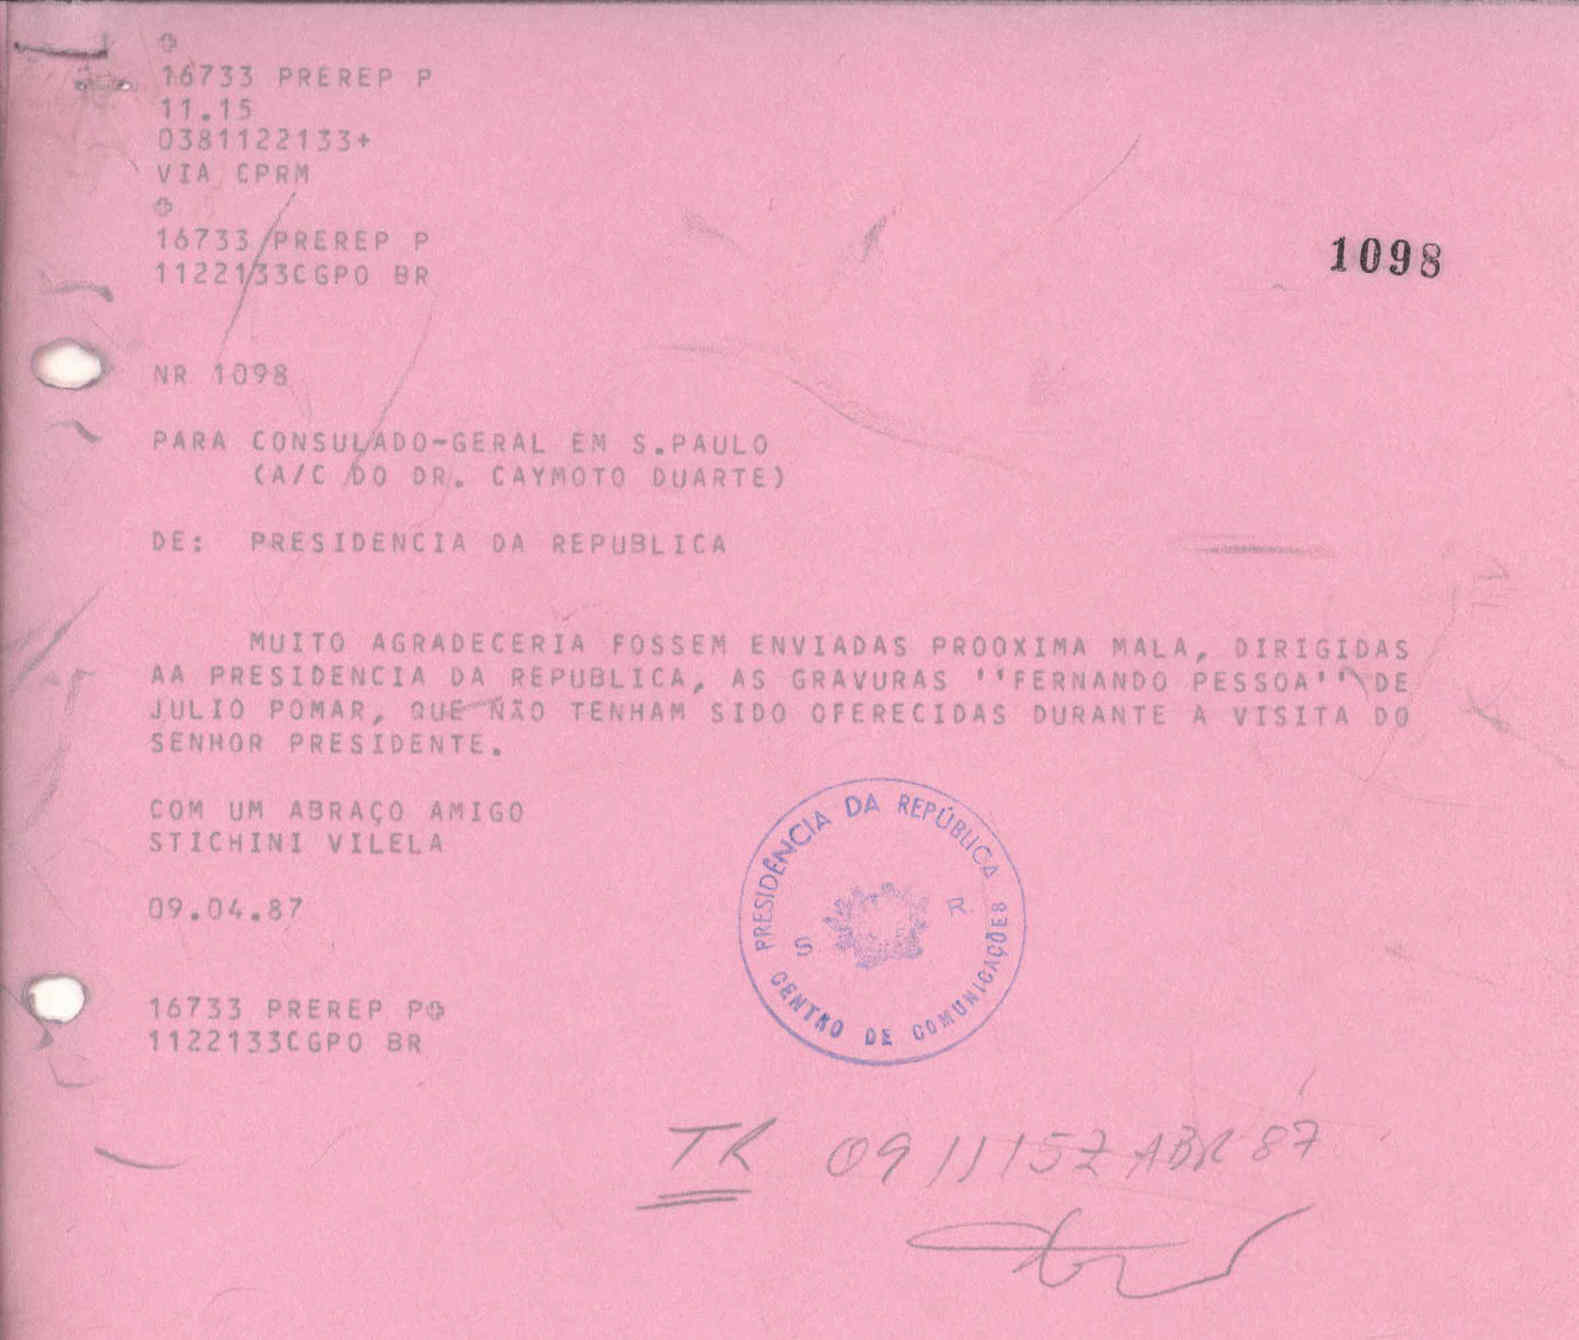 16733 PREREP P
11.15
0381122133+
VIA CPRM
16733 PREREP P
1098
1122133CGPO BR
NR 1098
PARA CONSULADO-GERAL EM S.PAULO
(A/C DO DR. CAYMOTO DUARTE)
DE: PRESIDENCIA DA REPUBLICA
MUITO AGRADECERIA FOSSEM ENVIADAS PROOXIMA MALA, DIRIGIDAS
AA PRESIDENCIA DA REPUBLICA, AS GRAVURAS ''FERNANDO PESSOA'' DE
JULIO POMAR, QUE NÃO TENHAM SIDO OFERECIDAS DURANTE A VISITA DO
SENHOR PRESIDENTE.
COM UM ABRAÇO AMIGO
STICHINI VILELA
09.04.87
PRESIDÊNCIA DA REPÚBLICA
S R
CENTRO DE COMUNICAÇÕES
16733 PREREP P
1122133CGPO BR
091115Z ABR 87